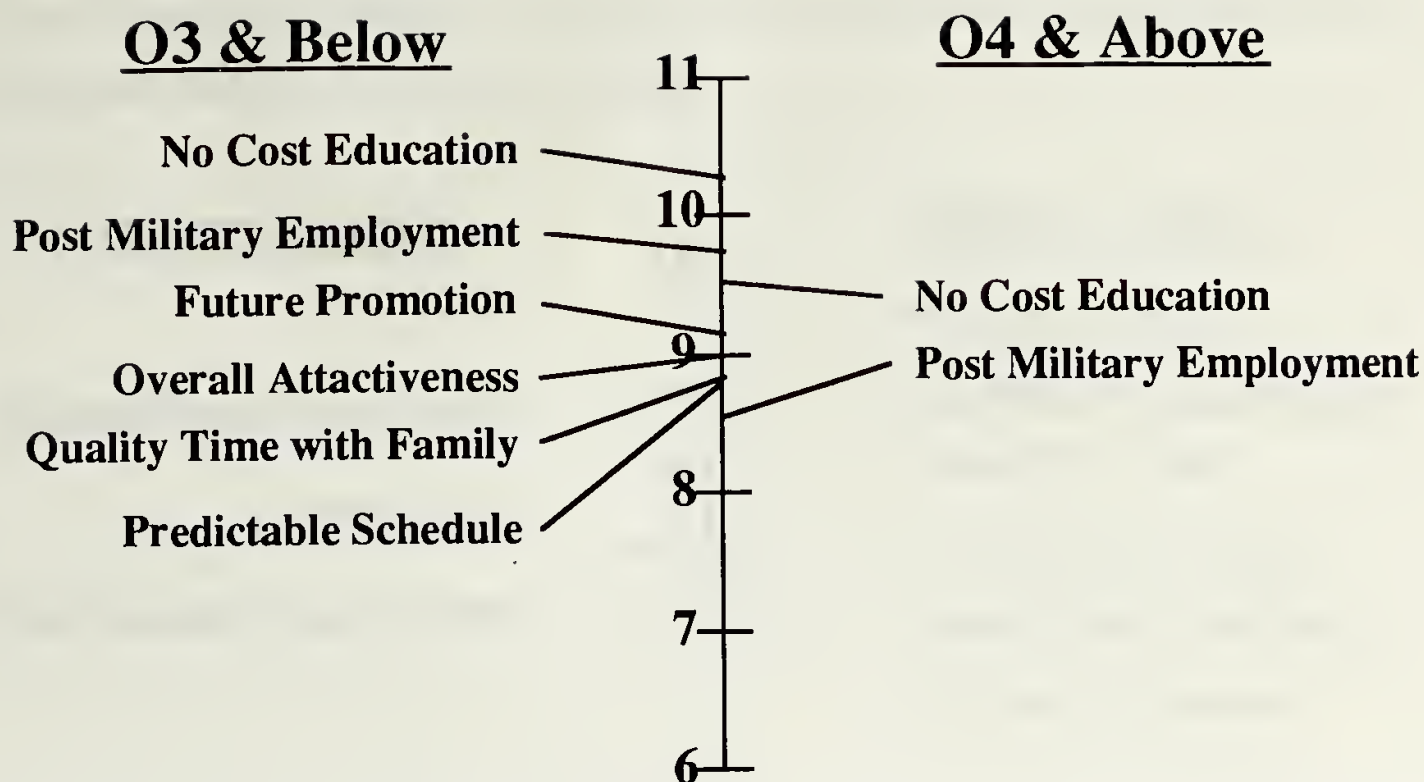 O3 & Below
O4 & Above
11
No Cost Education
10
Post Military Employment
Future Promotion
No Cost Education
9
Overall Attactiveness
Post Military Employment
Quality Time with Family
8
Predictable Schedule
7
6